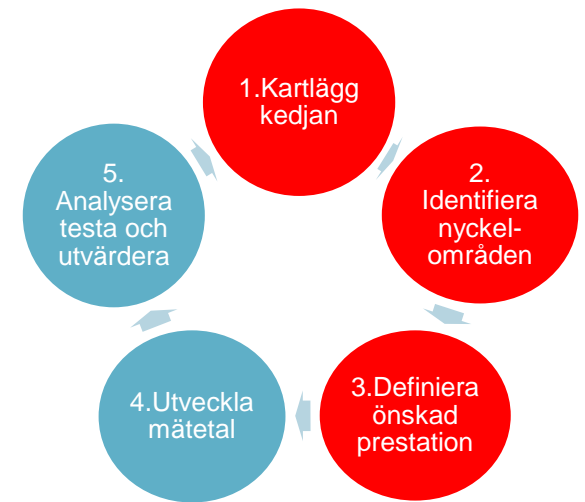 1.Kartlägg
kedjan
2.
Identifiera
nyckel-
områden
3.Definiera
önskad
prestation
4.Utveckla
mätetal
5.
Analysera
testa och
utvärdera